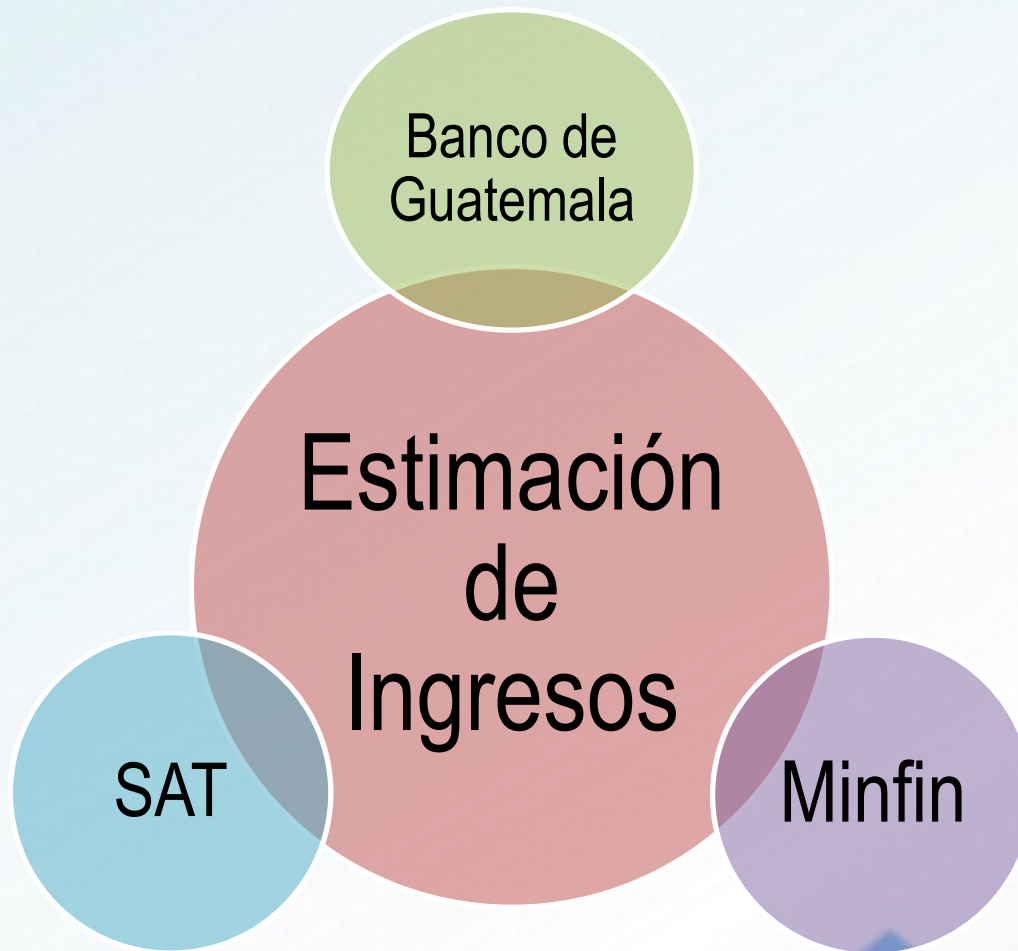 Banco de
Guatemala
Estimación
de
Ingresos
SAT
Minfin